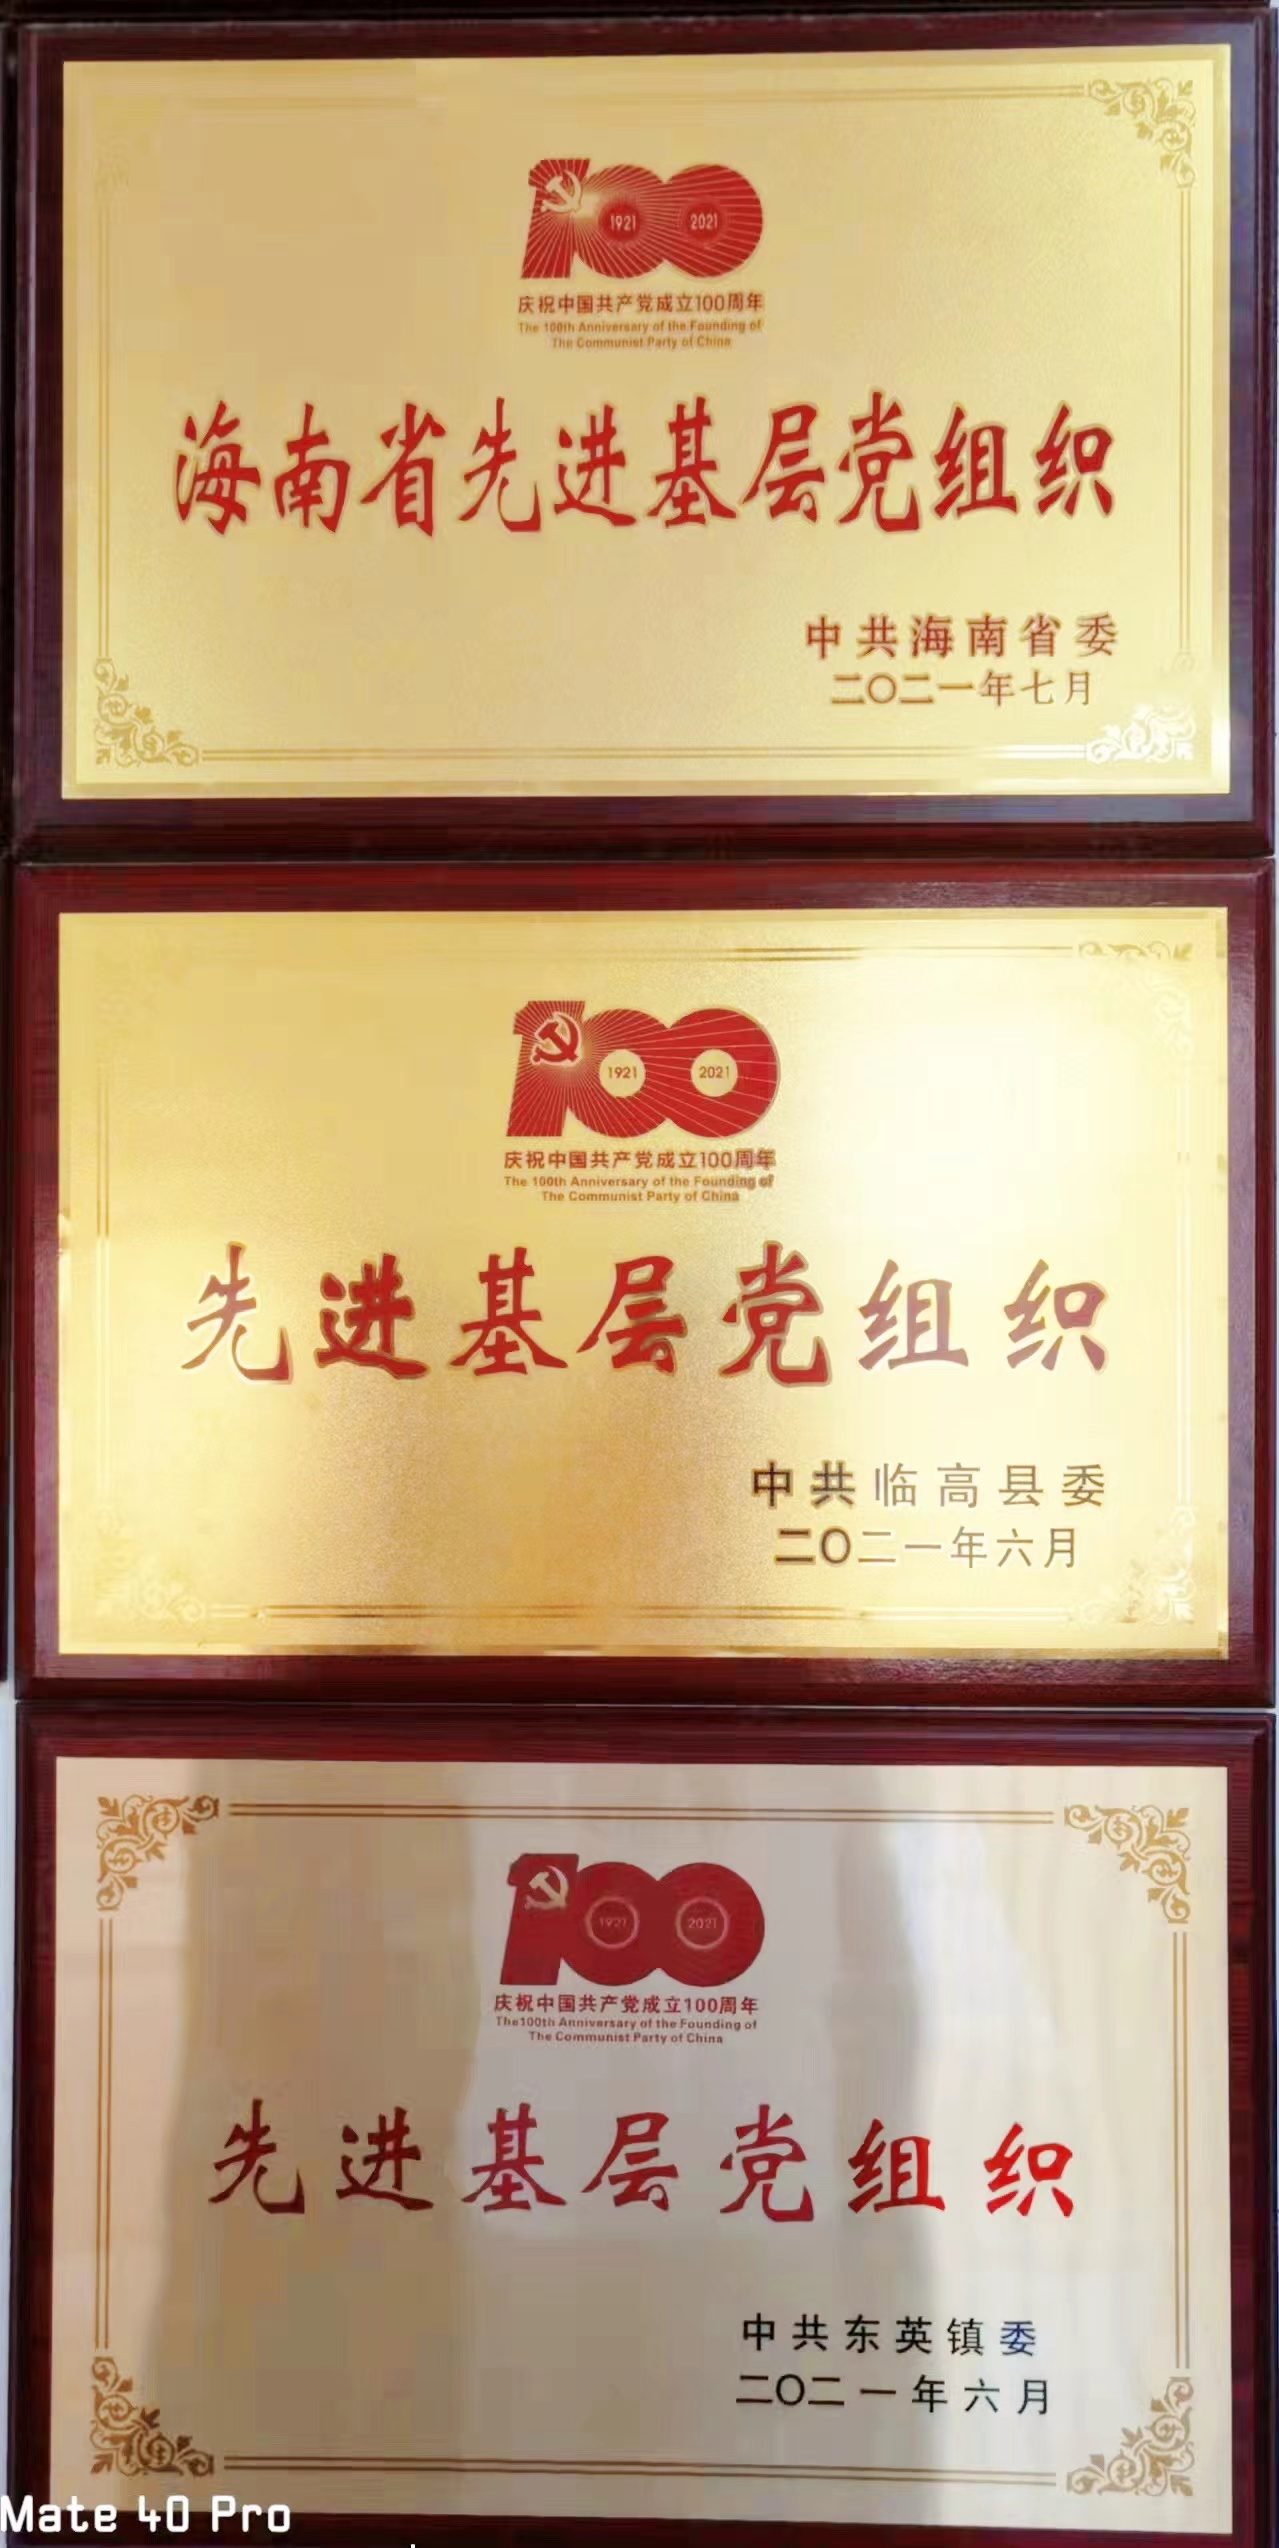 1921 2021
庆祝中国共产党成立100周年
The 100th Anniversary of the Founding of
The Communist Party of China
海南省先进基层党组织
中共海南省委
二〇二一年七月
1921 2021
庆祝中国共产党成立100周年
The 100th Anniversary of the Founding of
The Communist Party of China
先进基层党组织
中共临高县委
二〇二一年六月
1921 2021
庆祝中国共产党成立100周年
The100th Anniversary of the Founding of
The Communist Party of China
先进基层党组织
中共东英镇委
二〇二一年六月
Mate 40 Pro